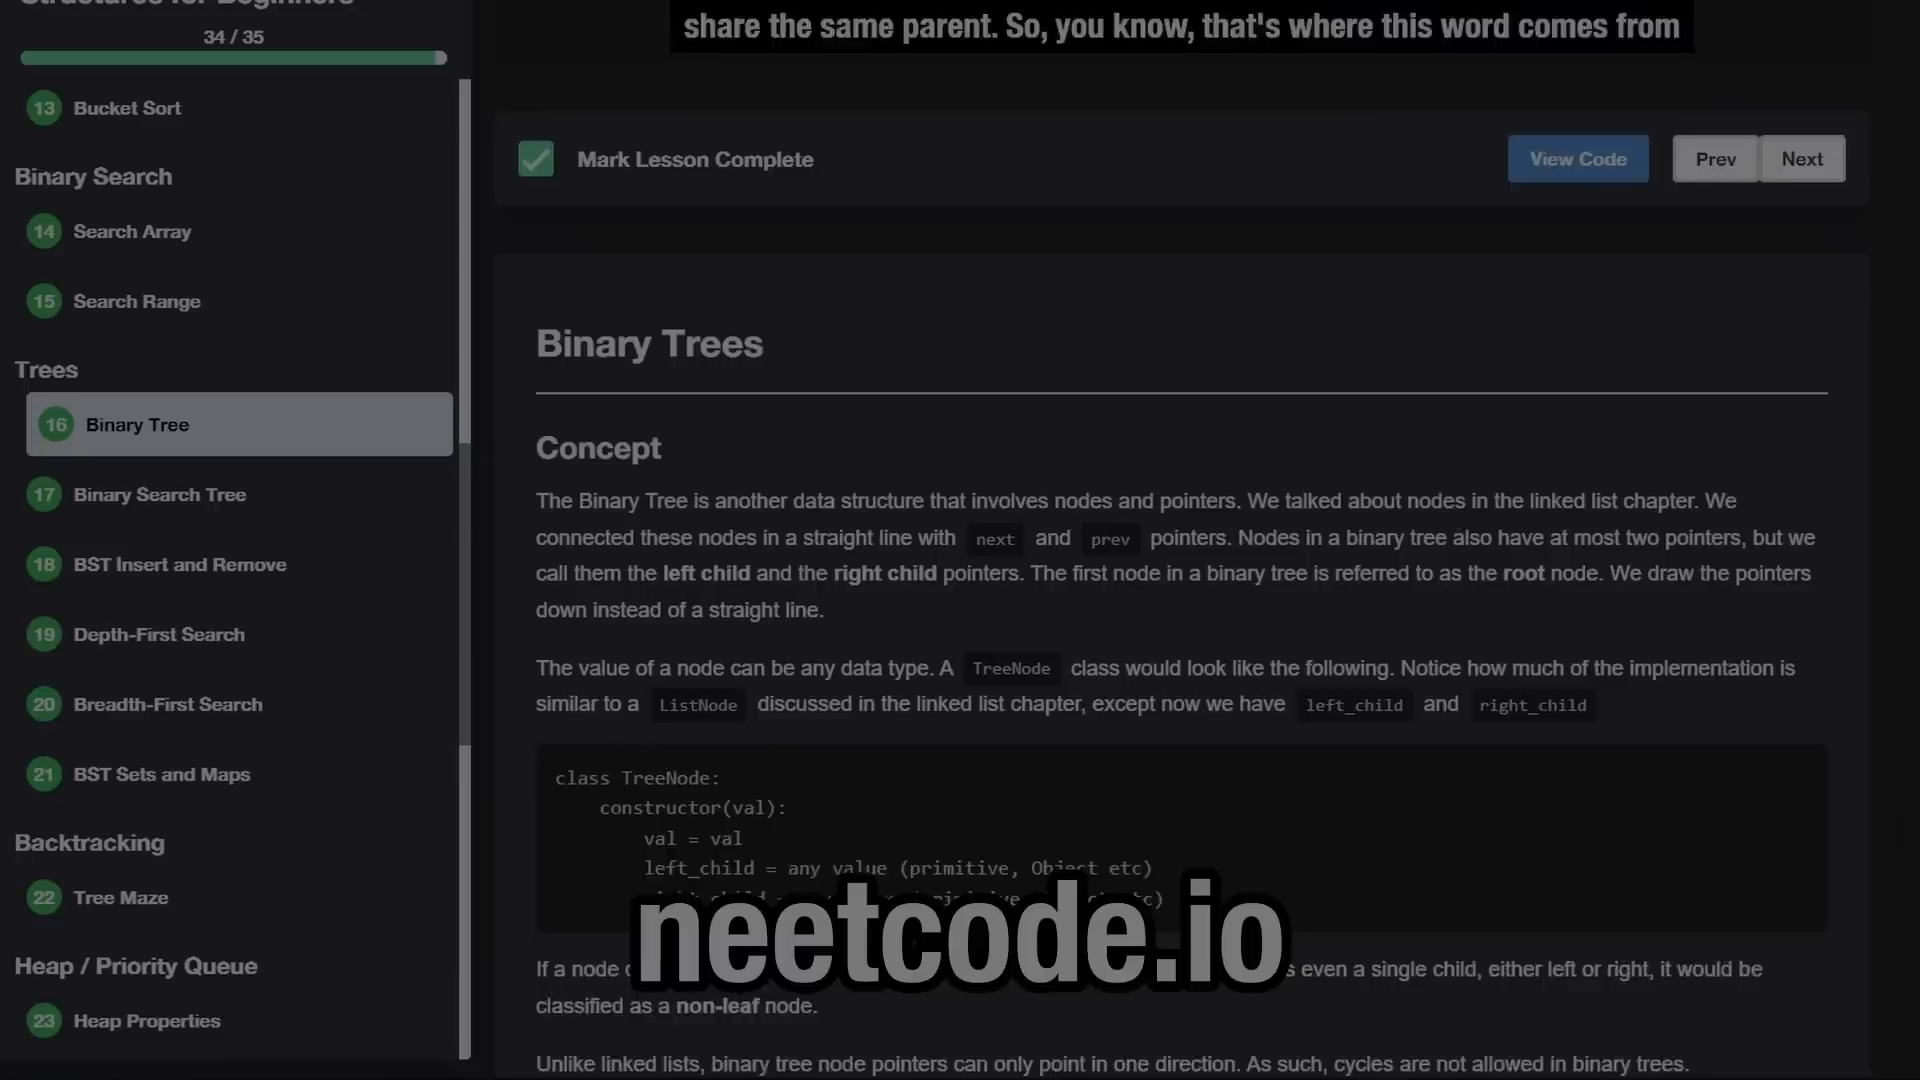 Structures for Beginners
34 / 35
13 Bucket Sort
Binary Search
14 Search Array
15 Search Range
Trees
16 Binary Tree
17 Binary Search Tree
18 BST Insert and Remove
19 Depth-First Search
20 Breadth-First Search
21 BST Sets and Maps
Backtracking
22 Tree Maze
Heap / Priority Queue
23 Heap Properties
share the same parent. So, you know, that's where this word comes from
Mark Lesson Complete
View Code
Prev
Next
Binary Trees
Concept
The Binary Tree is another data structure that involves nodes and pointers. We talked about nodes in the linked list chapter. We
connected these nodes in a straight line with next and prev pointers. Nodes in a binary tree also have at most two pointers, but we
call them the left child and the right child pointers. The first node in a binary tree is referred to as the root node. We draw the pointers
down instead of a straight line.
The value of a node can be any data type. A TreeNode class would look like the following. Notice how much of the implementation is
similar to a ListNode discussed in the linked list chapter, except now we have left_child and right_child
class TreeNode:
constructor(val):
val = val
left_child = any value (primitive, Object etc)
neetcode.io
If a node
even a single child, either left or right, it would be
classified as a non-leaf node.
Unlike linked lists, binary tree node pointers can only point in one direction. As such, cycles are not allowed in binary trees.